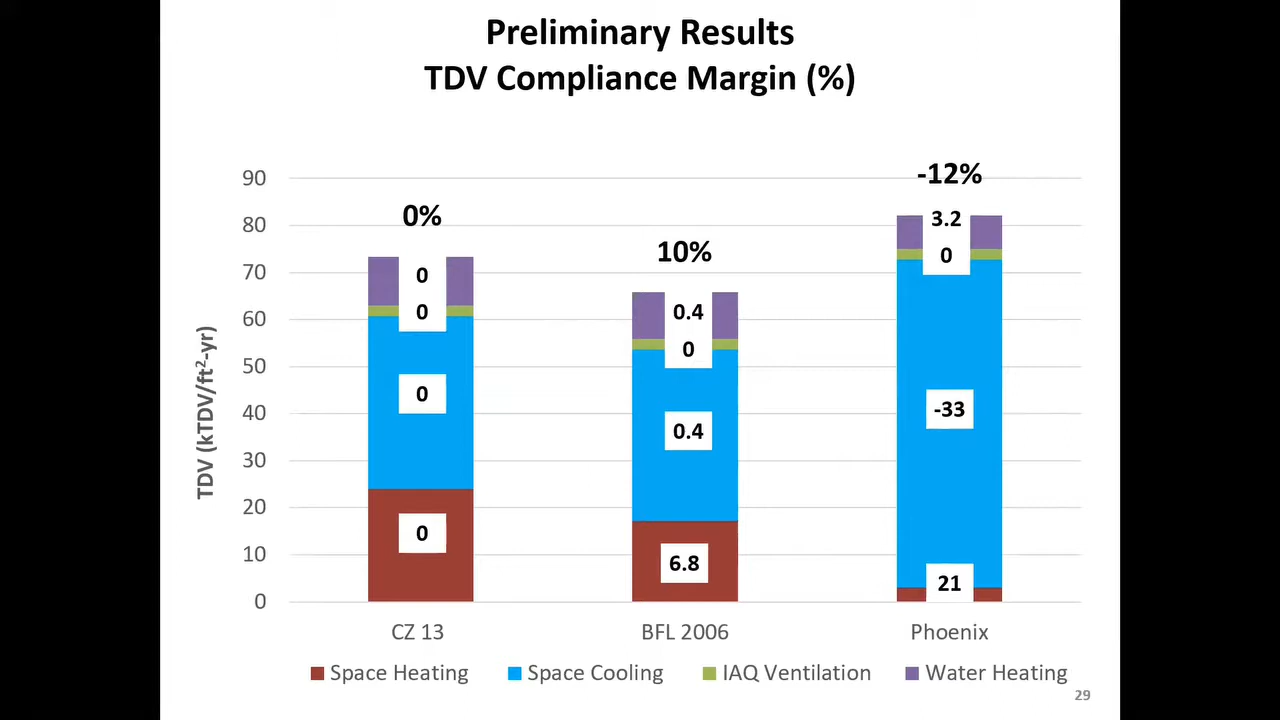 Preliminary Results
TDV Compliance Margin (%)
TDV (kTDV/ft²-yr)
90
80
70
60
50
40
30
20
10
0
0%
0
0
0
0
10%
0.4
0
0.4
6.8
-12%
3.2
0
-33
21
CZ 13
BFL 2006
Phoenix
Space Heating
Space Cooling
IAQ Ventilation
Water Heating
29